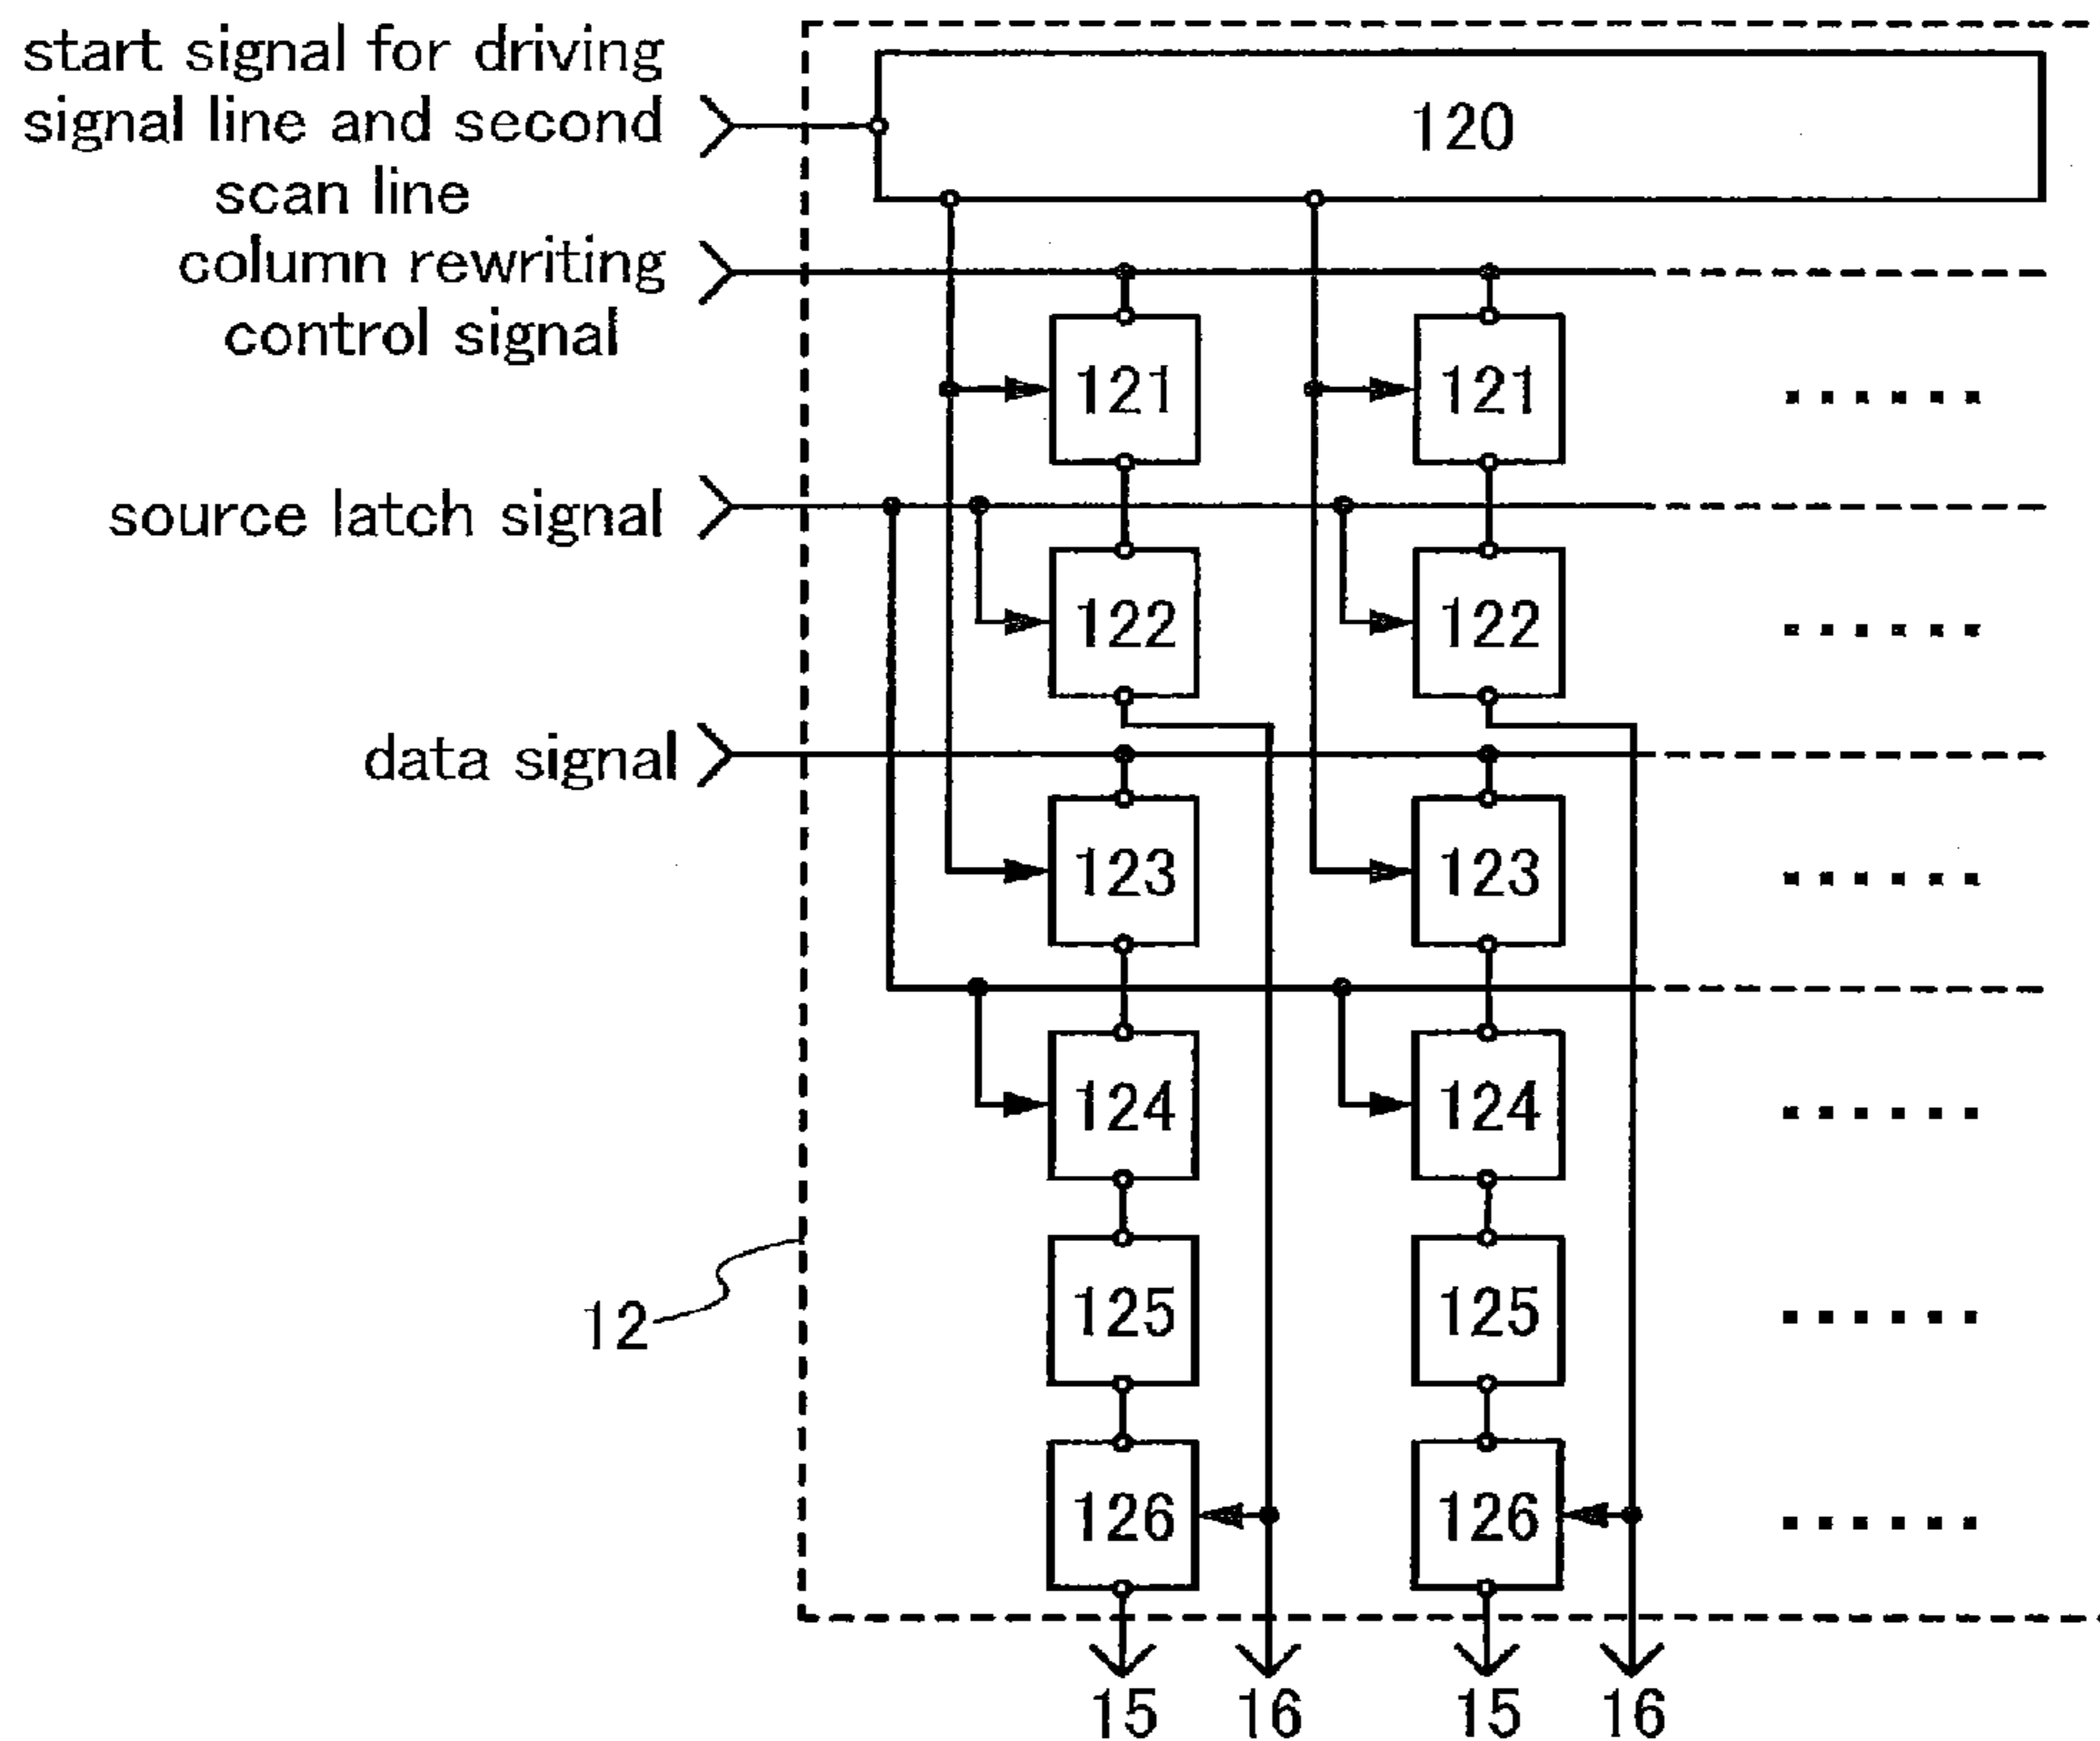 start signal for driving
signal line and second
scan line
120
column rewriting
control signal
121 121
source latch signal
122 122
data signal
123 123
124 124
12
125 125
126 126
15 16 15 16